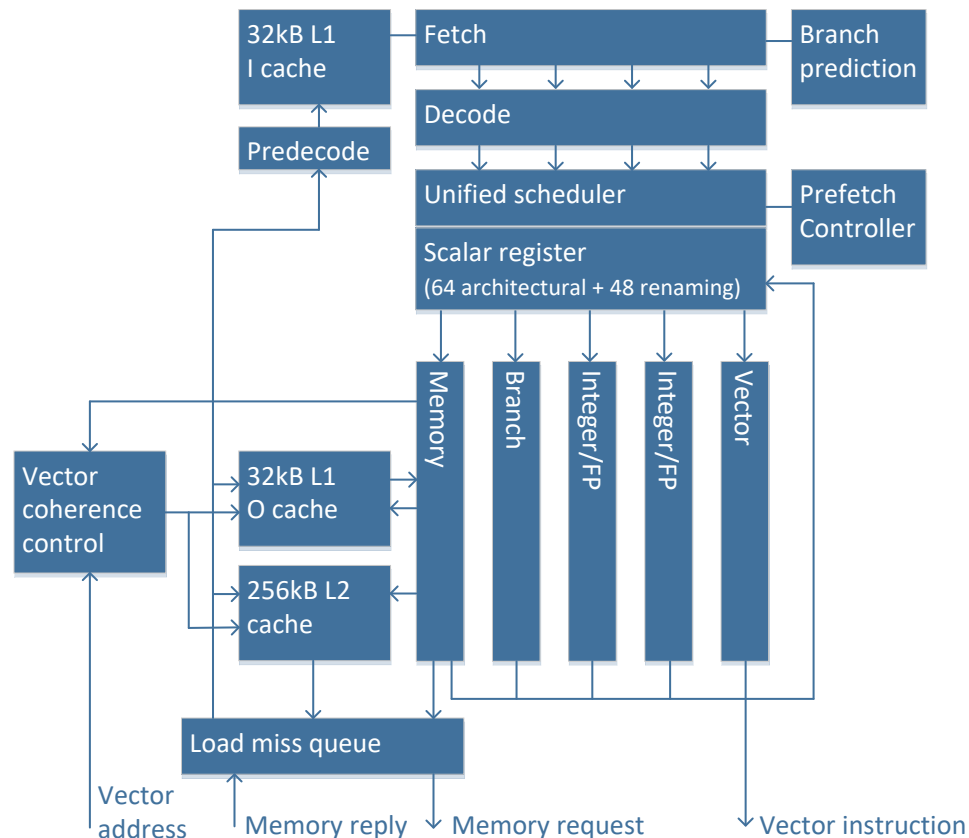 32kB L1
I cache
Fetch
Branch
prediction
Decode
Predecode
Unified scheduler
Prefetch
Controller
Scalar register
(64 architectural + 48 renaming)
Memory
Branch
Integer/FP
Integer/FP
Vector
Vector
coherence
control
32kB L1
O cache
256kB L2
cache
Load miss queue
Vector
address
Memory reply
Memory request
Vector instruction